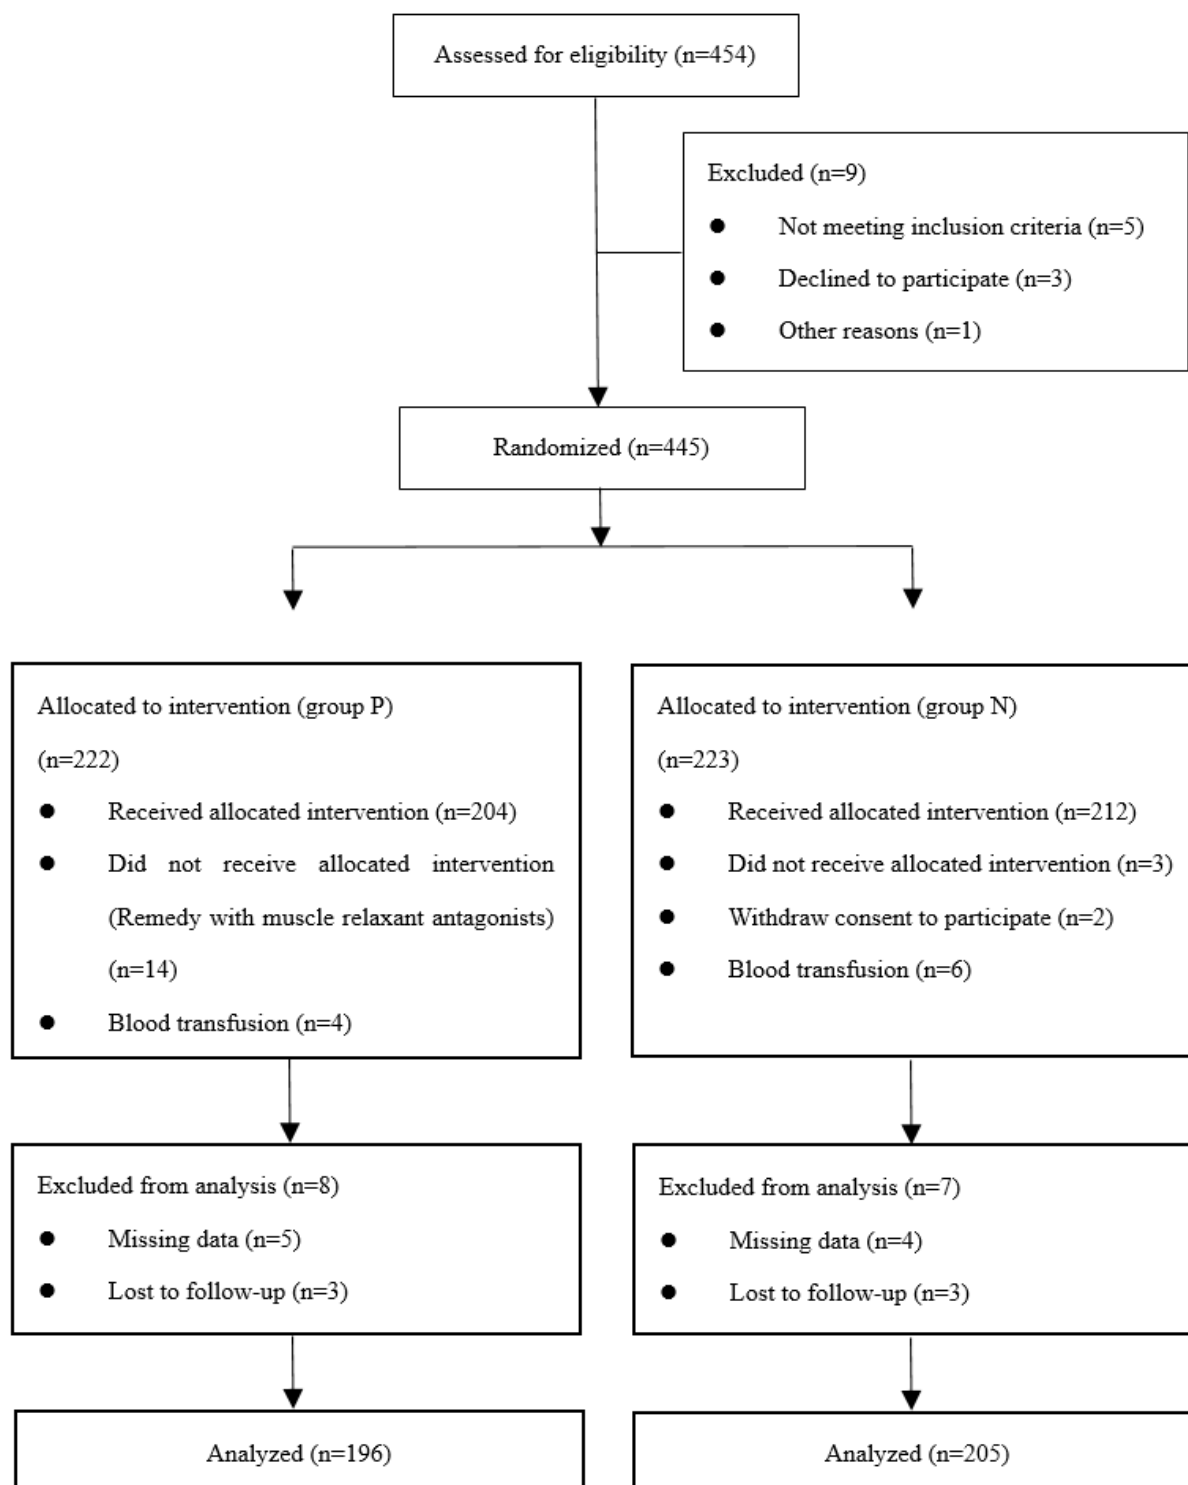 Assessed for eligibility (n=454)
Excluded (n=9)
● Not meeting inclusion criteria (n=5)
● Declined to participate (n=3)
● Other reasons (n=1)
Randomized (n=445)
Allocated to intervention (group P)
(n=222)
● Received allocated intervention (n=204)
● Did not receive allocated intervention
(Remedy with muscle relaxant antagonists)
(n=14)
● Blood transfusion (n=4)
Allocated to intervention (group N)
(n=223)
● Received allocated intervention (n=212)
● Did not receive allocated intervention (n=3)
● Withdraw consent to participate (n=2)
● Blood transfusion (n=6)
Excluded from analysis (n=8)
● Missing data (n=5)
● Lost to follow-up (n=3)
Excluded from analysis (n=7)
● Missing data (n=4)
● Lost to follow-up (n=3)
Analyzed (n=196)
Analyzed (n=205)